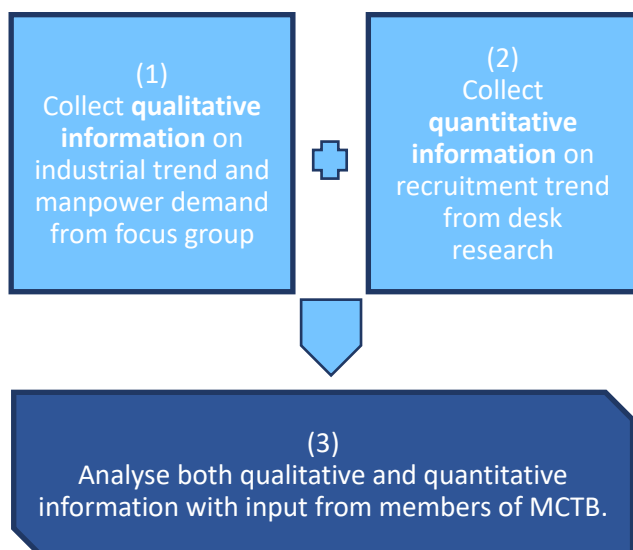 (1)
Collect qualitative
information on
industrial trend and
manpower demand
from focus group
(2)
Collect
quantitative
information on
recruitment trend
from desk
research
(3)
Analyse both qualitative and quantitative
information with input from members of MCTB.